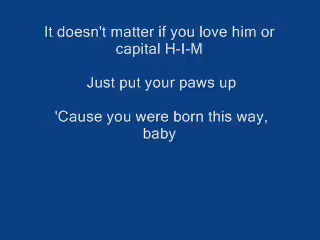 It doesn't matter if you love him or
capital H-I-M
Just put your paws up
'Cause you were born this way,
baby